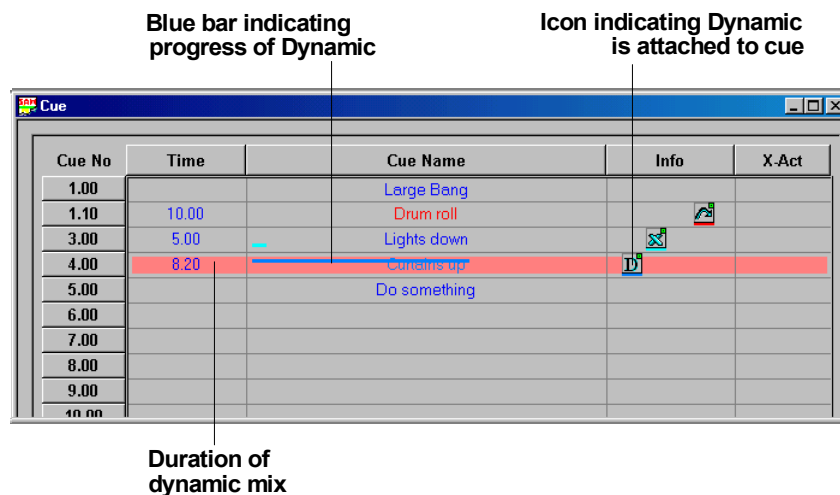 Blue bar indicating
progress of Dynamic
Icon indicating Dynamic
is attached to cue
SAM
Cue
Cue No Time Cue Name Info X-Act
1.00 Large Bang
1.10 10.00 Drum roll
3.00 5.00 Lights down
4.00 8.20 Curtains up D
5.00 Do something
6.00
7.00
8.00
9.00
10.00
Duration of
dynamic mix